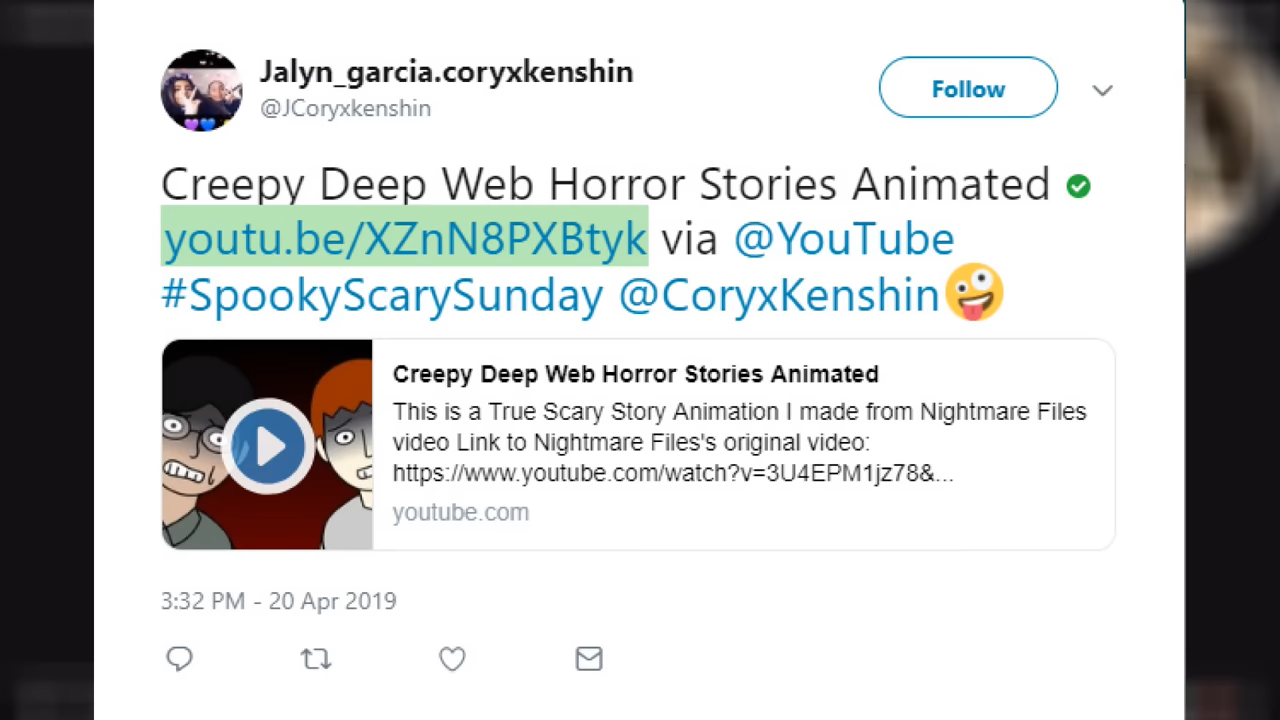 Jalyn_garcia.coryxkenshin
@JCoryxkenshin
Follow
Creepy Deep Web Horror Stories Animated
youtu.be/XZnN8PXBtyk via @YouTube
#SpookyScarySunday @CoryxKenshin
Creepy Deep Web Horror Stories Animated
This is a True Scary Story Animation I made from Nightmare Files
video Link to Nightmare Files's original video:
https://www.youtube.com/watch?v=3U4EPM1jz78&...
youtube.com
3:32 PM - 20 Apr 2019